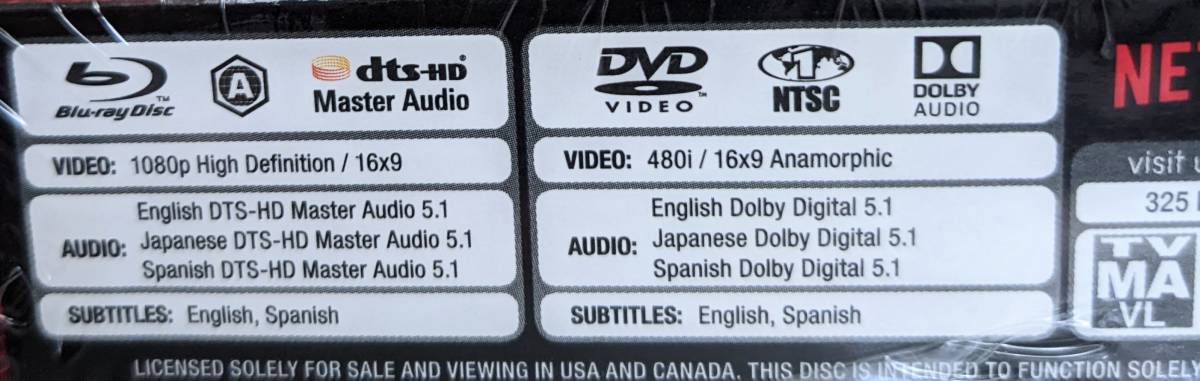 Blu-ray Disc™
A
dts-HD®
Master Audio
VIDEO: 1080p High Definition / 16x9
English DTS-HD Master Audio 5.1
AUDIO: Japanese DTS-HD Master Audio 5.1
Spanish DTS-HD Master Audio 5.1
SUBTITLES: English, Spanish
DVD
VIDEO™
1
NTSC
DOLBY
AUDIO
VIDEO: 480i / 16x9 Anamorphic
English Dolby Digital 5.1
AUDIO: Japanese Dolby Digital 5.1
Spanish Dolby Digital 5.1
SUBTITLES: English, Spanish
NE
visit
325
TV
MA
VL
LICENSED SOLELY FOR SALE AND VIEWING IN USA AND CANADA. THIS DISC IS INTENDED TO FUNCTION SOLELY